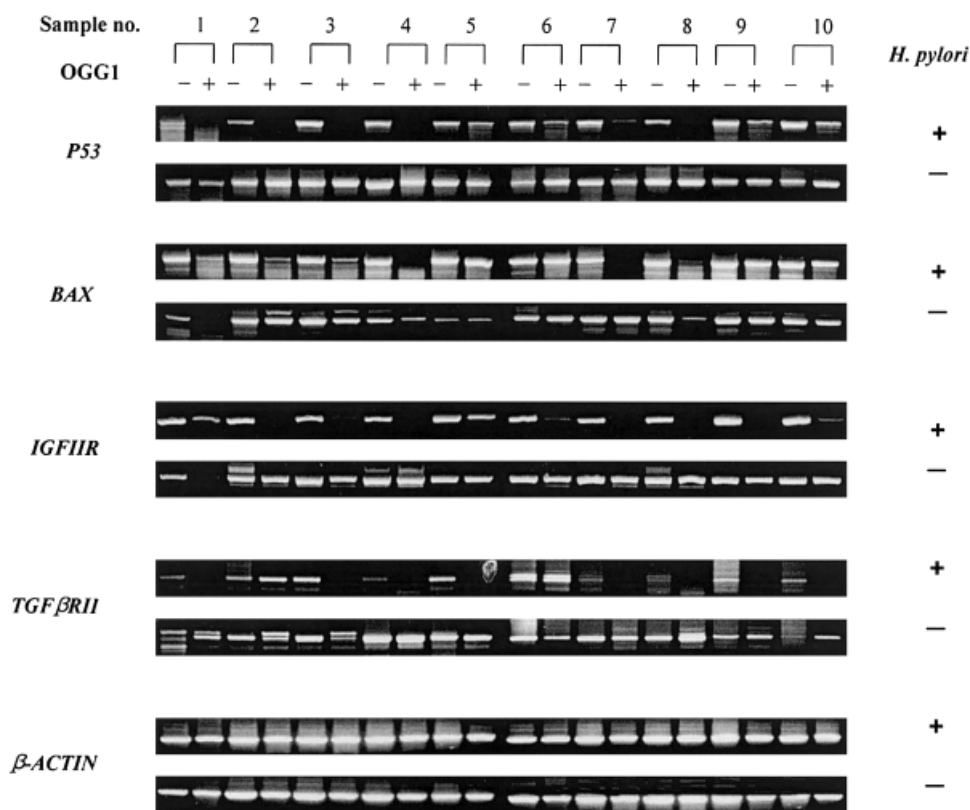 Sample no. 1 2 3 4 5 6 7 8 9 10 H. pylori
OGG1 − + − + − + − + − + − + − + − + − + − +
P53 +
−
BAX +
−
IGFIIR +
−
TGFβRII +
−
β-ACTIN +
−